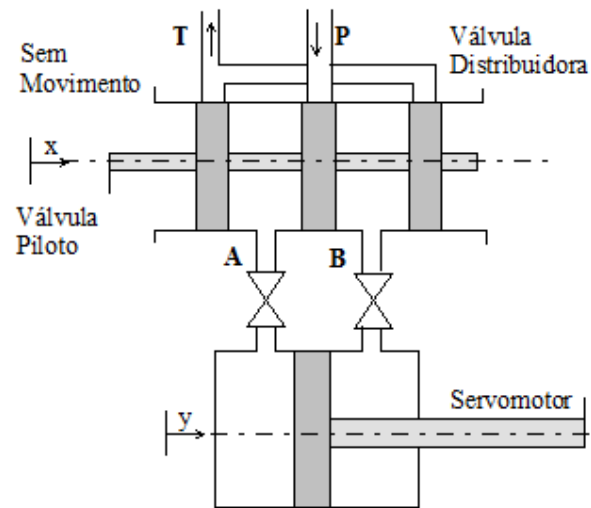 T
P
Sem
Movimento
Válvula
Distribuidora
x
Válvula
Piloto
A
B
Servomotor
y